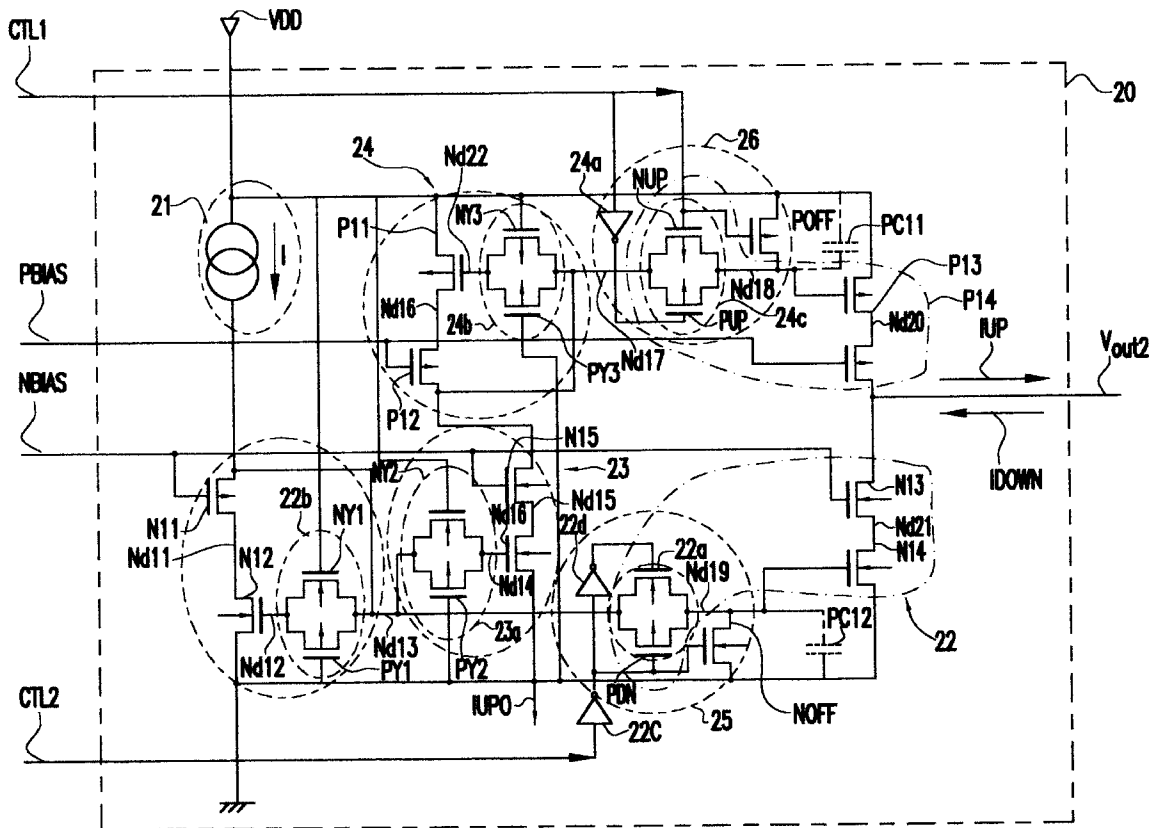 CTL1
VDD
20
26
24
Nd22
24a
NUP
21
NY3
POFF
PC11
P11
I
P13
PBIAS
Nd18
P14
Nd16
24b
PUP
24c
Nd20
IUP
Nd17
Vout2
NBIAS
PY3
P12
N15
23
IDOWN
NY2
N13
22b
Nd15
N11
NY1
Nd16
22d
Nd21
Nd11
22a
N14
N12
Nd19
Nd14
PC12
22
Nd13
23a
Nd12
PY1
PY2
PDN
CTL2
IUPO
NOFF
22C
25